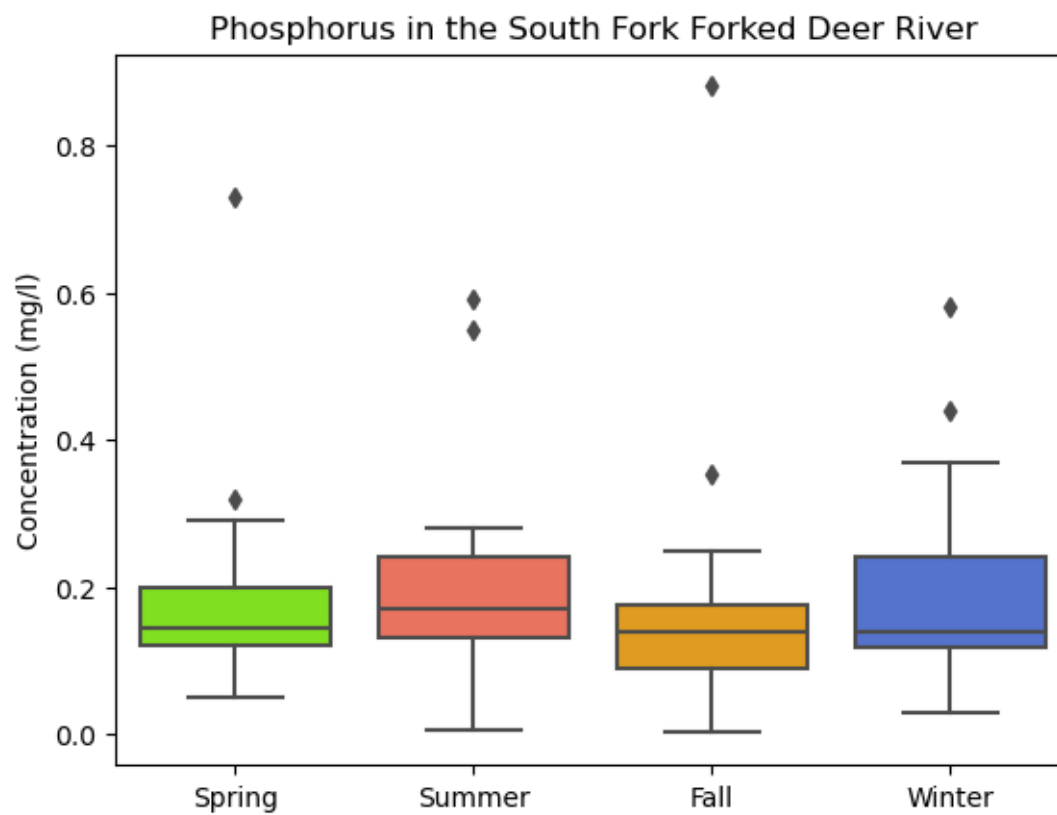 Phosphorus in the South Fork Forked Deer River
Concentration (mg/l)
0.8
0.6
0.4
0.2
0.0
Spring
Summer
Fall
Winter